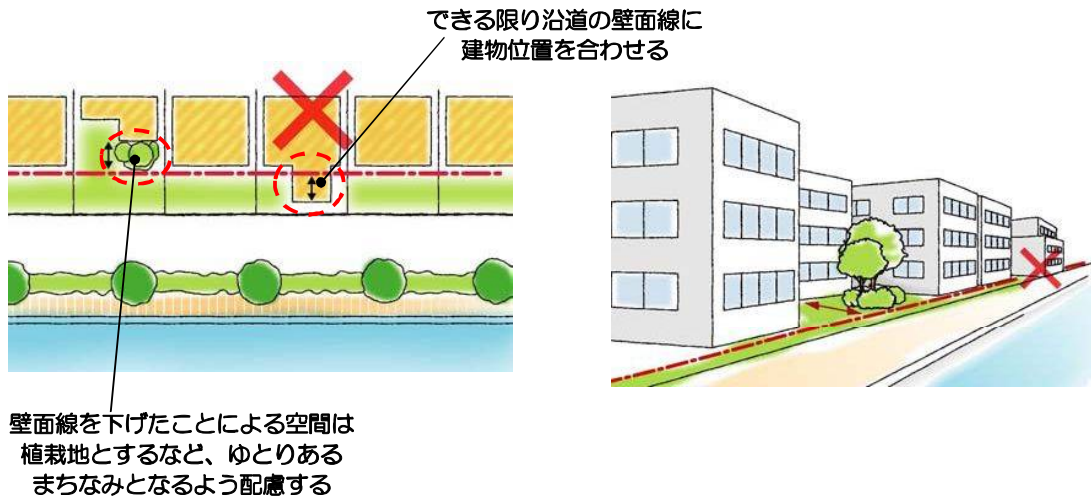 できる限り沿道の壁面線に
建物位置を合わせる
壁面線を下げたことによる空間は
植栽地とするなど、ゆとりある
まちなみとなるよう配慮する